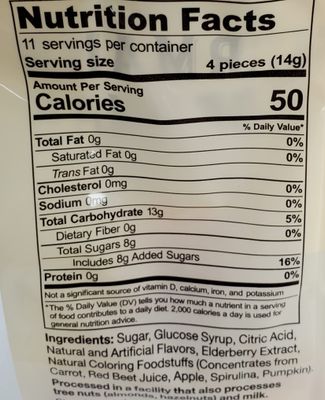 Nutrition Facts
11 servings per container
Serving size 4 pieces (14g)
Amount Per Serving
Calories 50
% Daily Value*
Total Fat 0g 0%
Saturated Fat 0g 0%
Trans Fat 0g
Cholesterol 0mg 0%
Sodium 0mg 0%
Total Carbohydrate 13g 5%
Dietary Fiber 0g 0%
Total Sugars 8g
Includes 8g Added Sugars 16%
Protein 0g 0%
Not a significant source of vitamin D, calcium, iron, and potassium
*The % Daily Value (DV) tells you how much a nutrient in a serving
of food contributes to a daily diet. 2,000 calories a day is used for
general nutrition advice.
Ingredients: Sugar, Glucose Syrup, Citric Acid,
Natural and Artificial Flavors, Elderberry Extract,
Natural Coloring Foodstuffs (Concentrates from
Carrot, Red Beet Juice, Apple, Spirulina, Pumpkin).
Processed in a facility that also processes
tree nuts (almonds, hazelnuts) and milk.